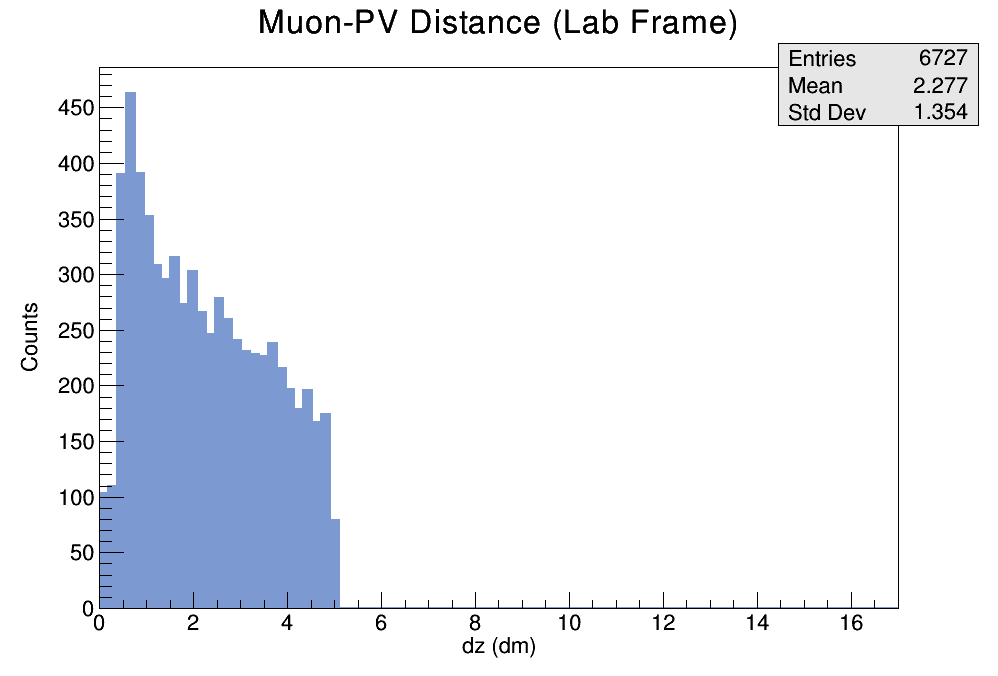 Muon-PV Distance (Lab Frame)
Entries 6727
Mean 2.277
Std Dev 1.354
450
400
350
300
250
200
150
100
50
0
Counts
0 2 4 6 8 10 12 14 16
dz (dm)